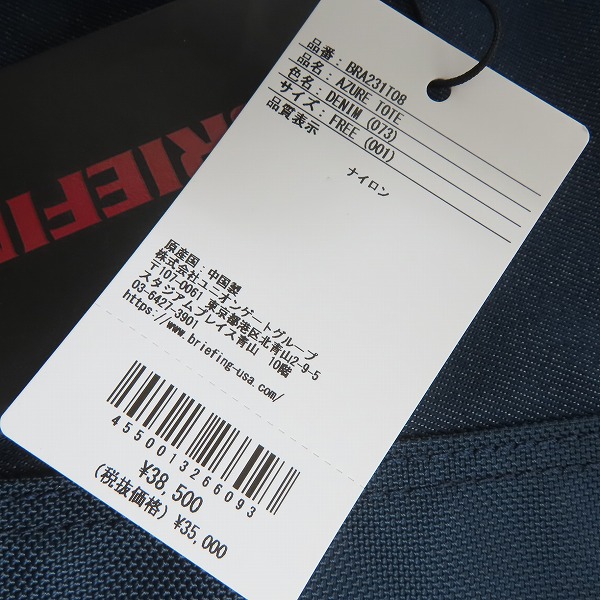 BRIEFI
品番: BRA231T08
品名: AZURE TOTE
色名: DENIM (073)
サイズ: FREE (001)
品質表示
ナイロン
原産国:中国製
株式会社ユニオンゲートグループ
〒107-0061 東京都港区北青山2-9-5
スタジアムプレイス青山 10階
03-6427-3901
https://www.briefing-usa.com/
4550013266093
¥38,500
(税抜価格) ¥35,000